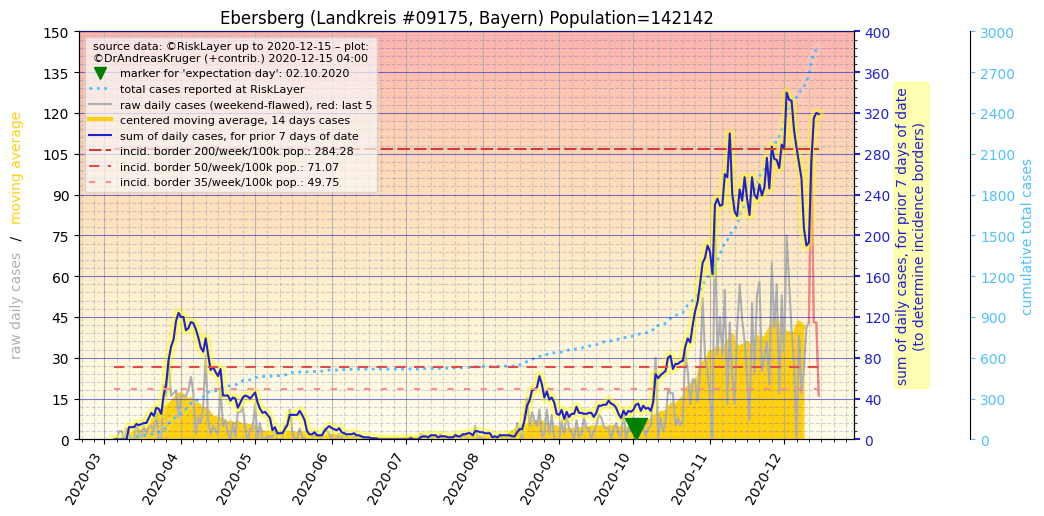 Ebersberg (Landkreis #09175, Bayern) Population=142142
source data: ©RiskLayer up to 2020-12-15 – plot:
©DrAndreasKruger (+contrib.) 2020-12-15 04:00
marker for 'expectation day': 02.10.2020
total cases reported at RiskLayer
raw daily cases (weekend-flawed), red: last 5
centered moving average, 14 days cases
sum of daily cases, for prior 7 days of date
incid. border 200/week/100k pop.: 284.28
incid. border 50/week/100k pop.: 71.07
incid. border 35/week/100k pop.: 49.75
raw daily cases / moving average
150
135
120
105
90
75
60
45
30
15
0
400
360
320
280
240
200
160
120
80
40
0
sum of daily cases, for prior 7 days of date
(to determine incidence borders)
3000
2700
2400
2100
1800
1500
1200
900
600
300
0
cumulative total cases
2020-03
2020-04
2020-05
2020-06
2020-07
2020-08
2020-09
2020-10
2020-11
2020-12